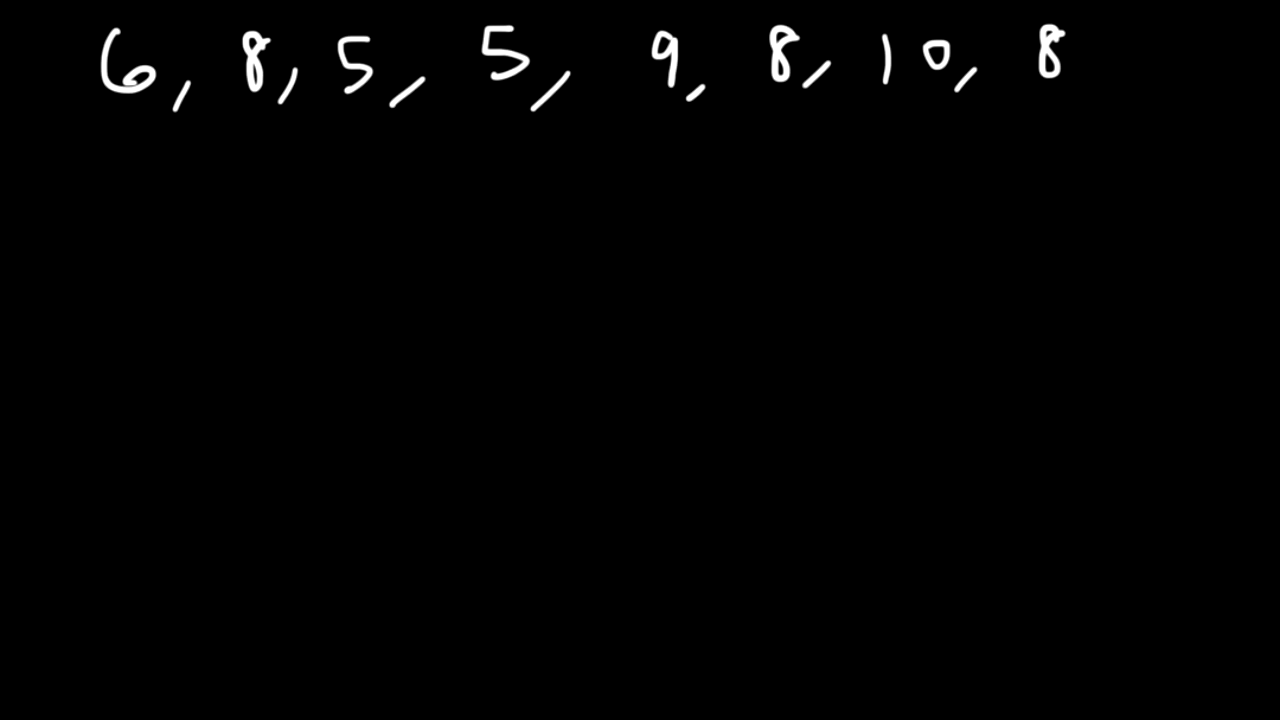 6, 8, 5, 5, 9, 8, 10, 8